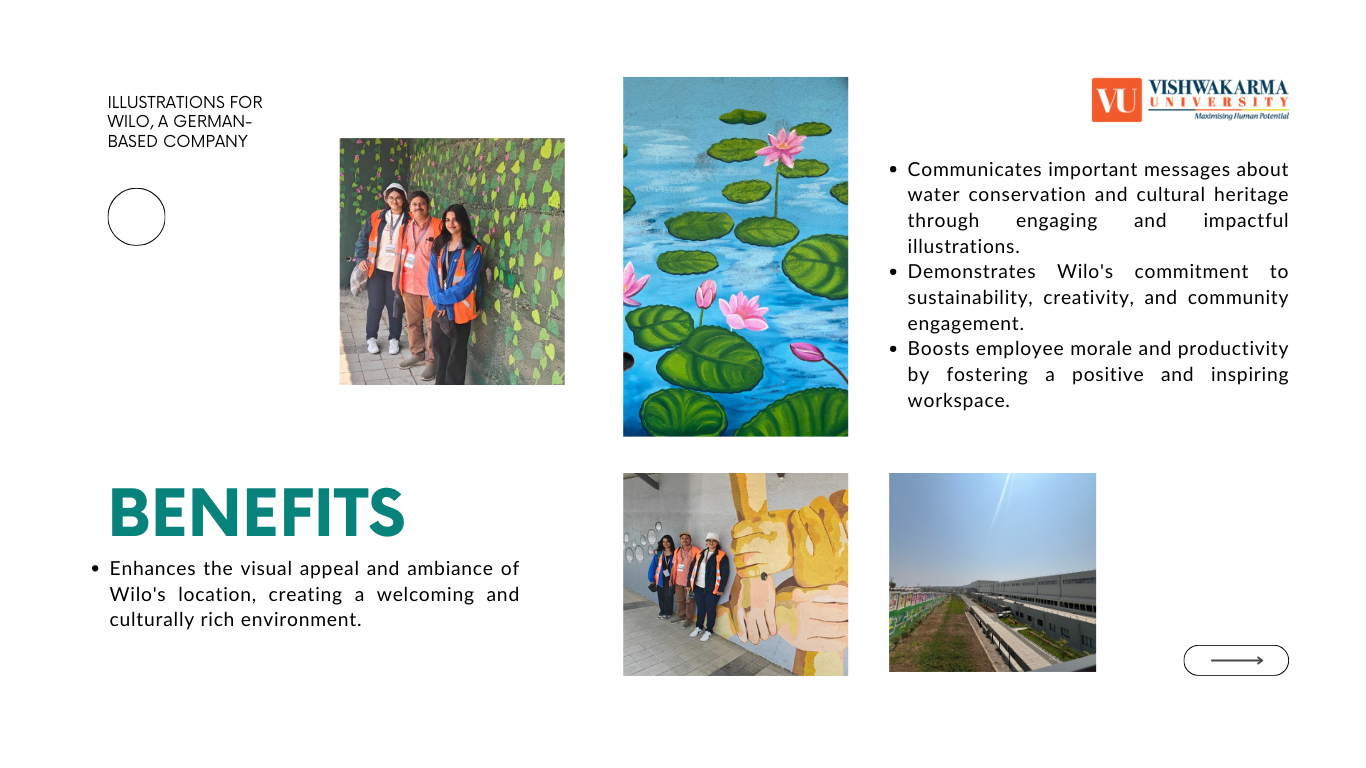 ILLUSTRATIONS FOR
WILO, A GERMAN-
BASED COMPANY
VU VISHWAKARMA
UNIVERSITY
Maximising Human Potential
BENEFITS
• Enhances the visual appeal and ambiance of
Wilo's location, creating a welcoming and
culturally rich environment.
• Communicates important messages about
water conservation and cultural heritage
through engaging and impactful
illustrations.
• Demonstrates Wilo's commitment to
sustainability, creativity, and community
engagement.
• Boosts employee morale and productivity
by fostering a positive and inspiring
workspace.